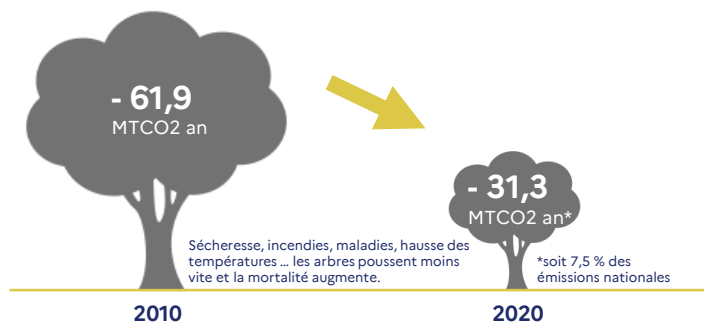 - 61,9
MTCO2 an
- 31,3
MTCO2 an*
Sécheresse, incendies, maladies, hausse des
températures ... les arbres poussent moins
vite et la mortalité augmente.
*soit 7,5 % des
émissions nationales
2010
2020